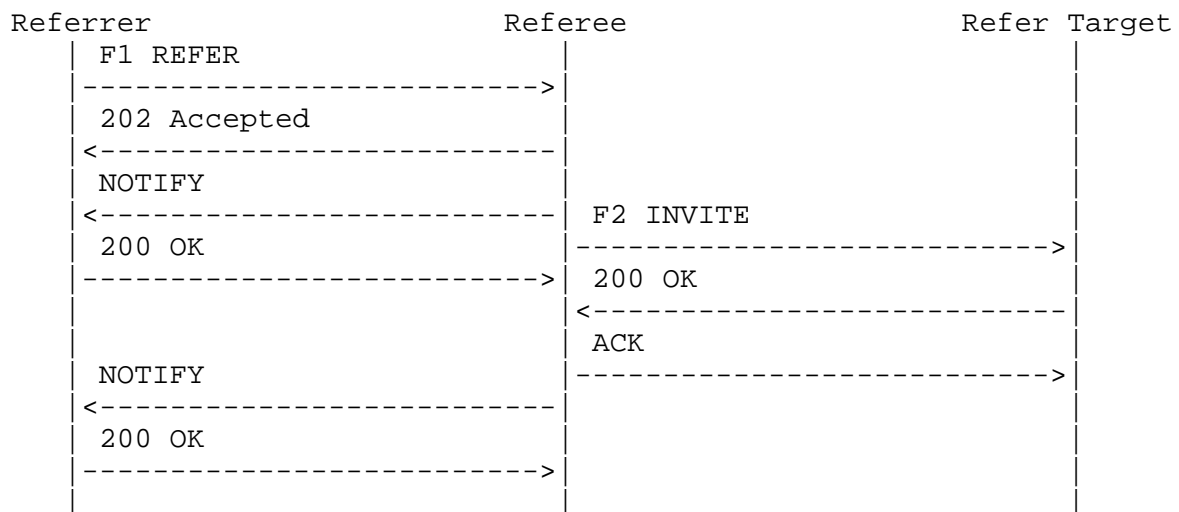 Referrer Referee Refer Target
F1 REFER
202 Accepted
NOTIFY
F2 INVITE
200 OK
200 OK
ACK
NOTIFY
200 OK